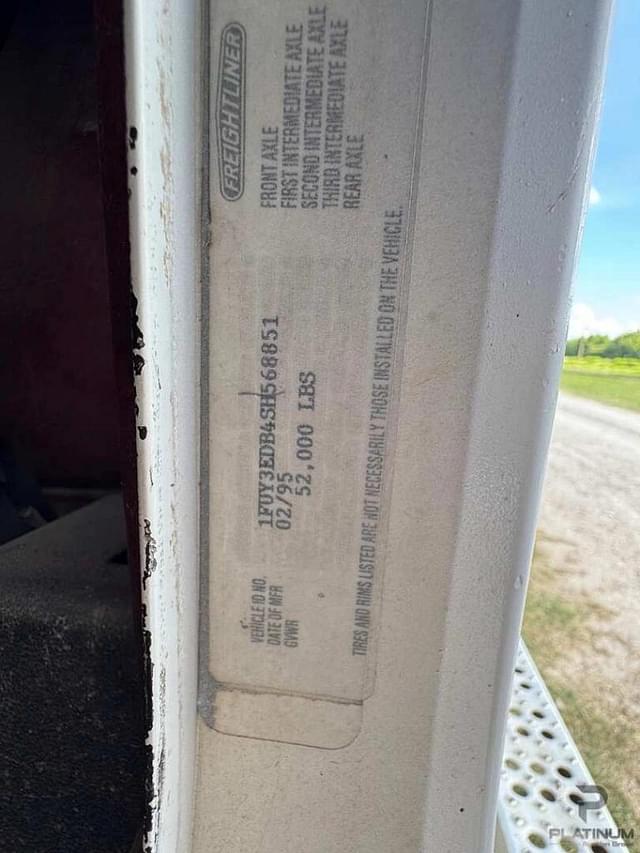 FREIGHTLINER
FRONT AXLE
FIRST INTERMEDIATE AXLE
SECOND INTERMEDIATE AXLE
THIRD INTERMEDIATE AXLE
REAR AXLE
VEHICLE ID NO. 1FUY3EDB4SH568851
DATE OF MFR 02/95
GVWR 52,000 LBS
TIRES AND RIMS LISTED ARE NOT NECESSARILY THOSE INSTALLED ON THE VEHICLE.
PLATINUM
Auction Group